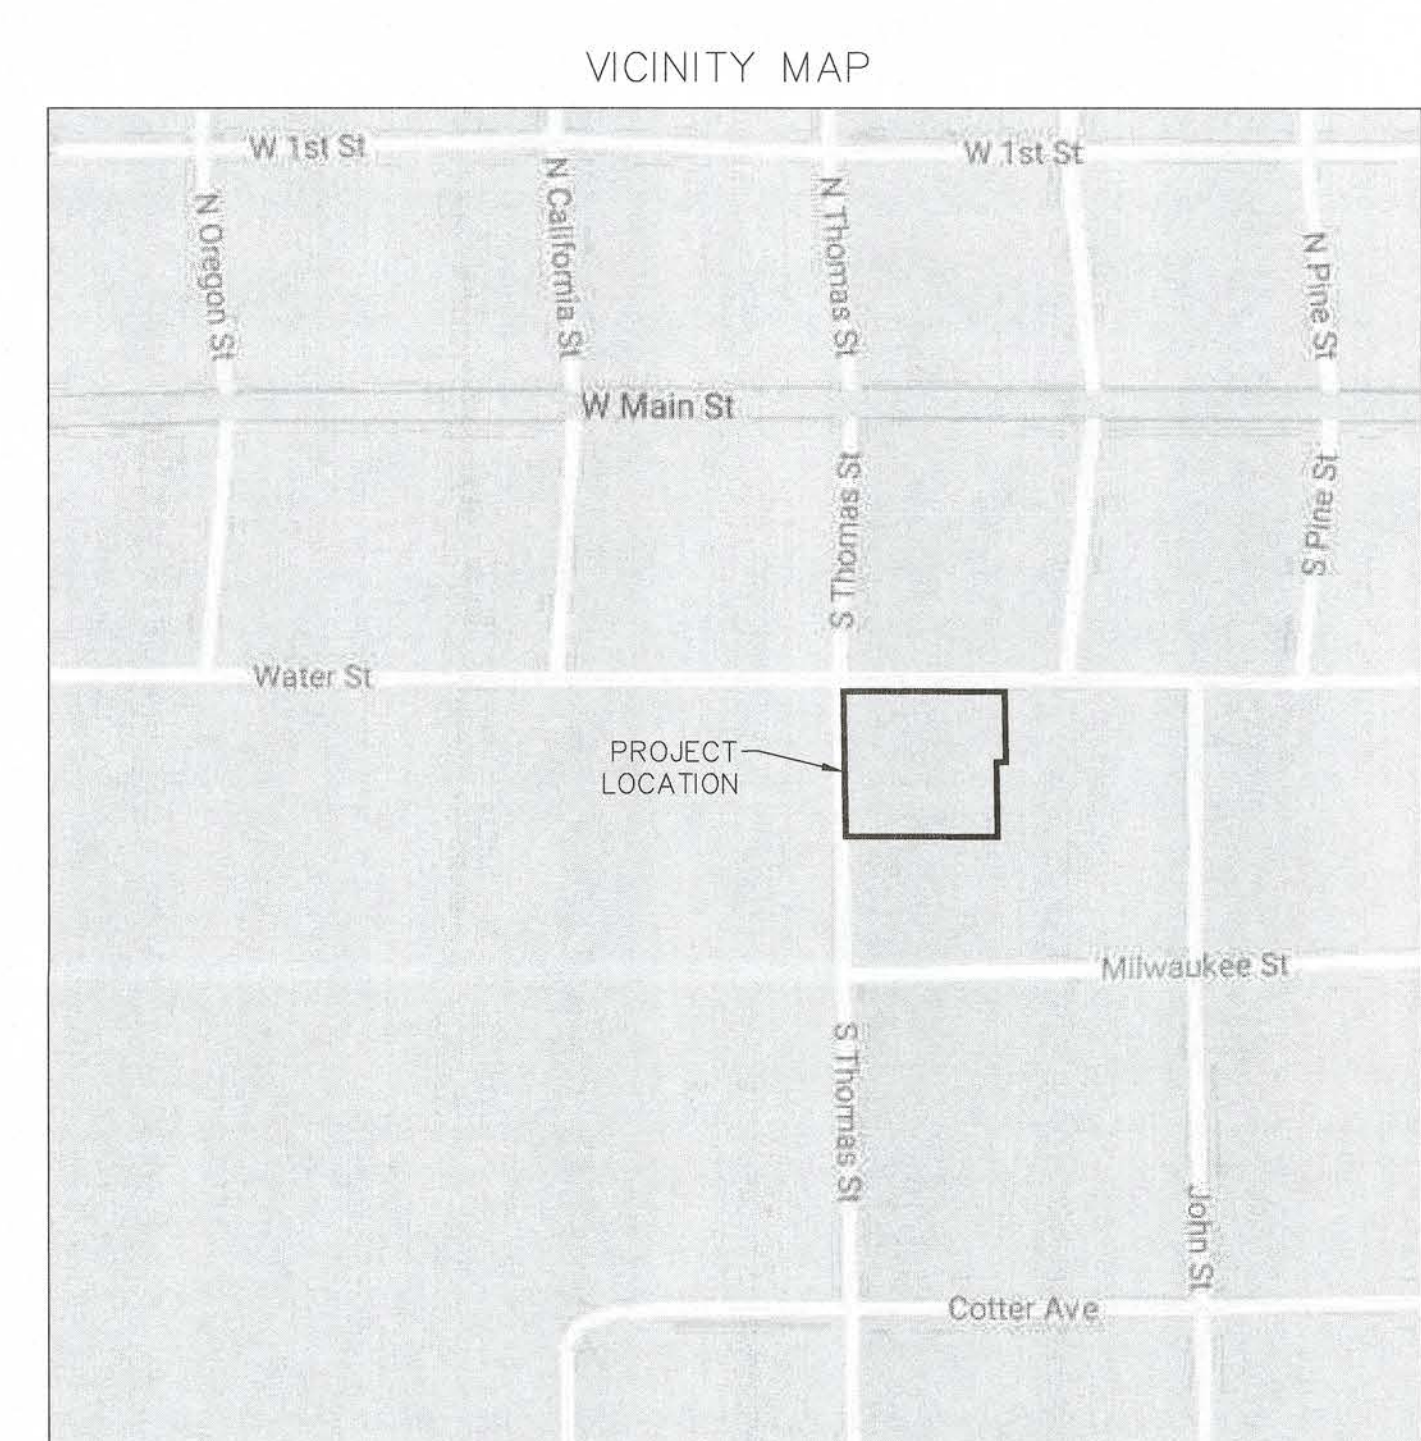 VICINITY MAP
W 1st St
W 1st St
N Oregon St
N California St
N Thomas St
N Pine St
W Main St
S Thomas St
S Pine St
Water St
PROJECT
LOCATION
Milwaukee St
S Thomas St
John St
Cotter Ave